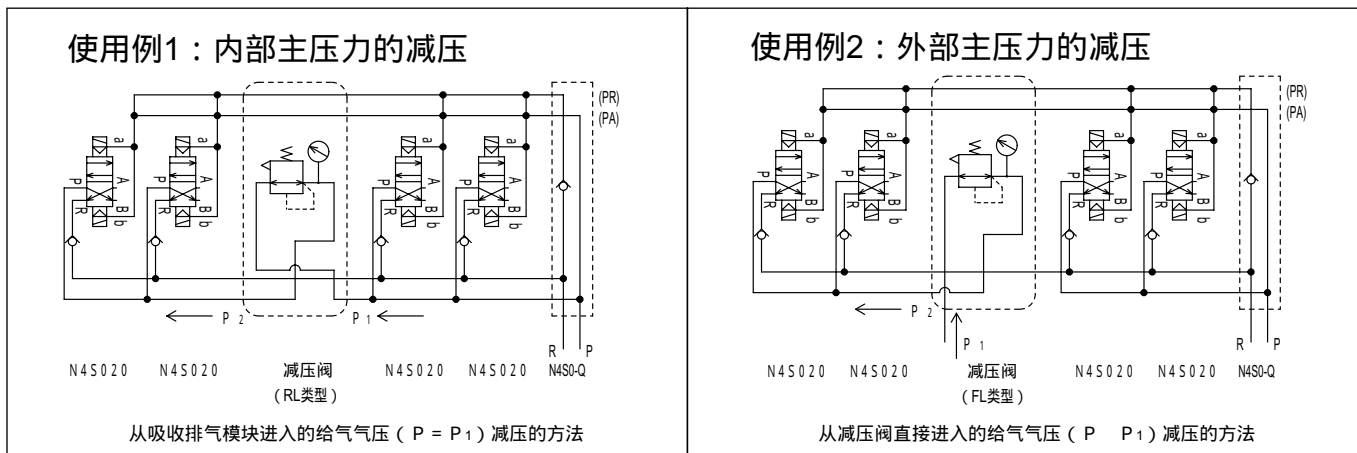 使用例1：内部主压力的减压
(PR)
(PA)
a
a
a
a
A
A
A
A
P
P
P
P
R
R
R
R
B
B
B
B
b
b
b
b
P 2
P 1
R
P
N4S020
N4S020
减压阀
N4S020
N4S020
N4S0-Q
（RL类型）
从吸收排气模块进入的给气气压（ P = P1）减压的方法
使用例2：外部主压力的减压
(PR)
(PA)
a
a
a
a
A
A
A
A
P
P
P
P
R
R
R
R
B
B
B
B
b
b
b
b
P 2
P 1
R
P
N4S020
N4S020
减压阀
N4S020
N4S020
N4S0-Q
（FL类型）
从减压阀直接进入的给气气压（ P P1）减压的方法